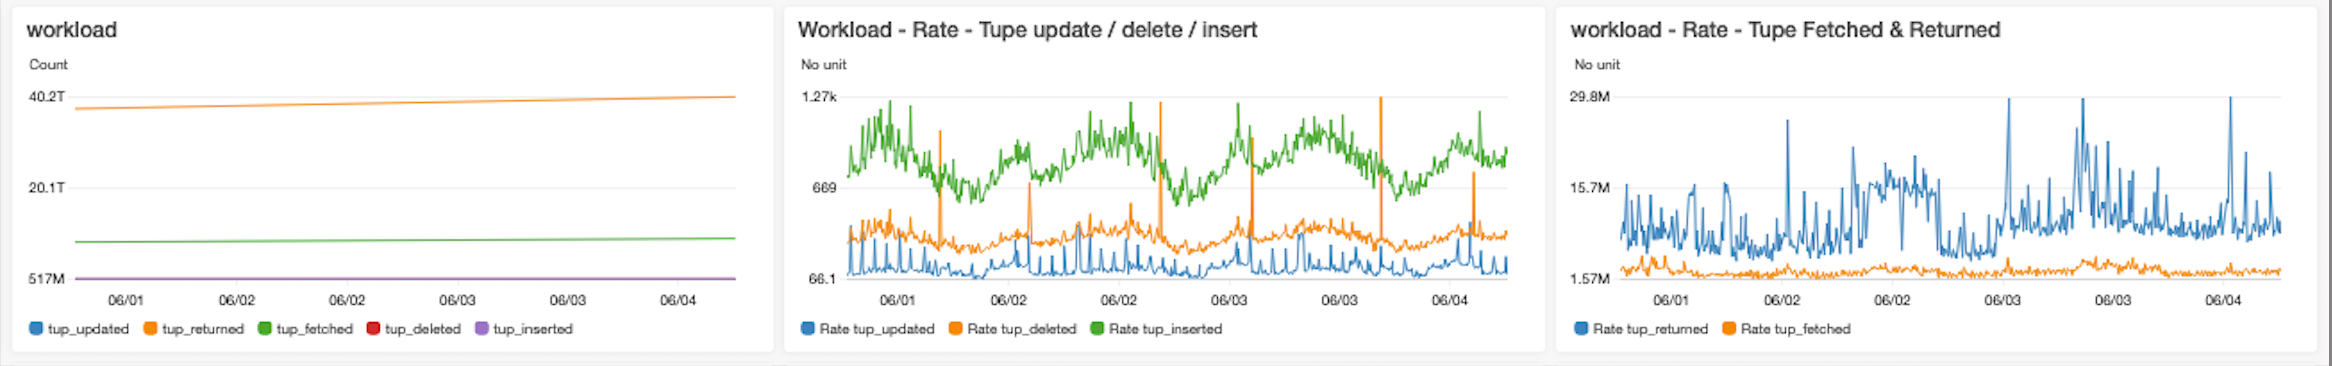 workload
Count
40.2T
20.1T
517M
06/01 06/02 06/02 06/03 06/03 06/04
tup_updated tup_returned tup_fetched tup_deleted tup_inserted
Workload - Rate - Tupe update / delete / insert
No unit
1.27k
669
66.1
06/01 06/02 06/02 06/03 06/03 06/04
Rate tup_updated Rate tup_deleted Rate tup_inserted
workload - Rate - Tupe Fetched & Returned
No unit
29.8M
15.7M
1.57M
06/01 06/02 06/02 06/03 06/03 06/04
Rate tup_returned Rate tup_fetched